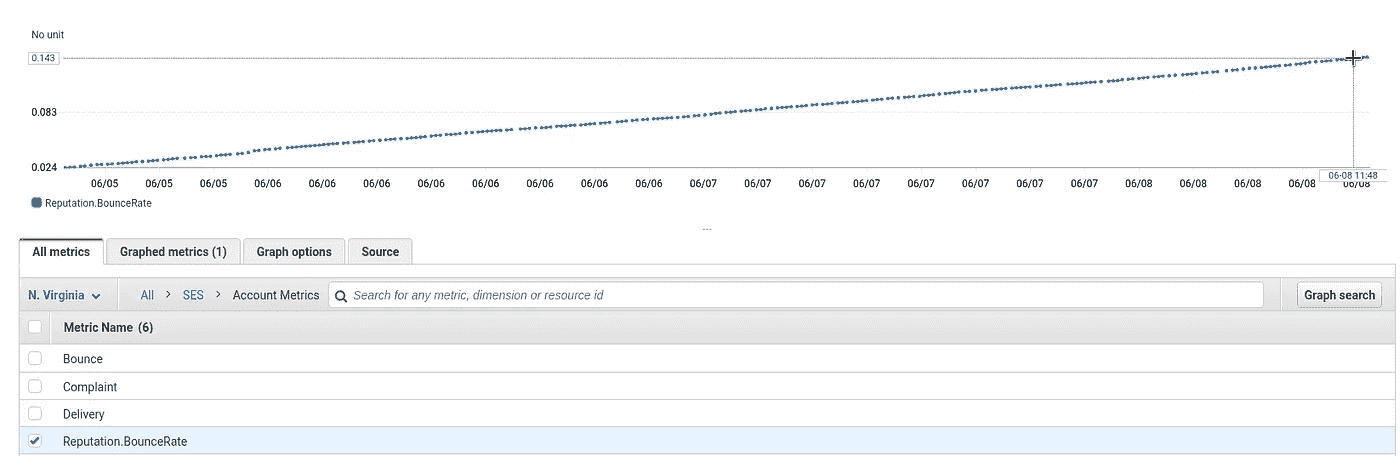 No unit
0.143
0.083
0.024
06/05 06/05 06/05 06/06 06/06 06/06 06/06 06/06 06/06 06/06 06/06 06/07 06/07 06/07 06/07 06/07 06/07 06/07 06/07 06/08 06/08 06/08 06/08 06/08
06-08 11:48
Reputation.BounceRate
...
All metrics Graphed metrics (1) Graph options Source
N. Virginia All > SES > Account Metrics Search for any metric, dimension or resource id Graph search
Metric Name (6)
Bounce
Complaint
Delivery
Reputation.BounceRate